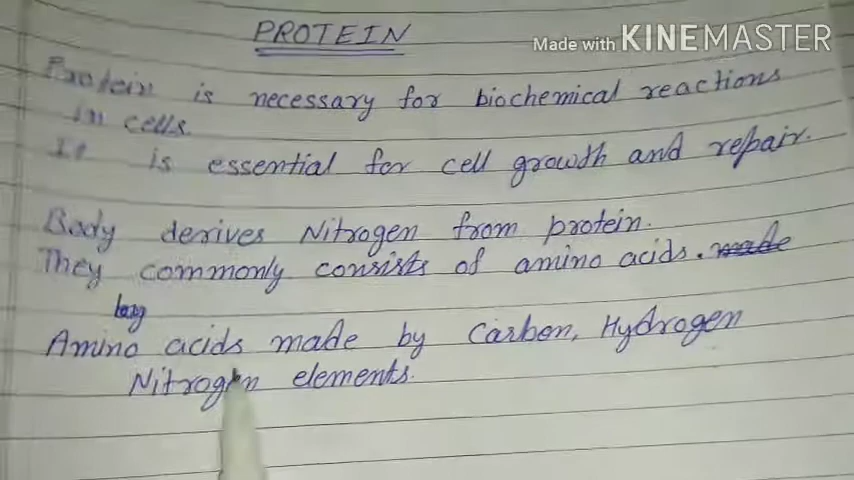 PROTEIN
Made with KINEMASTER
Protein is necessary for biochemical reactions
in cells.
It is essential for cell growth and repair.
Body derives Nitrogen from protein.
They commonly consists of amino acids. made
by
Amino acids made by Carbon, Hydrogen
Nitrogen elements.